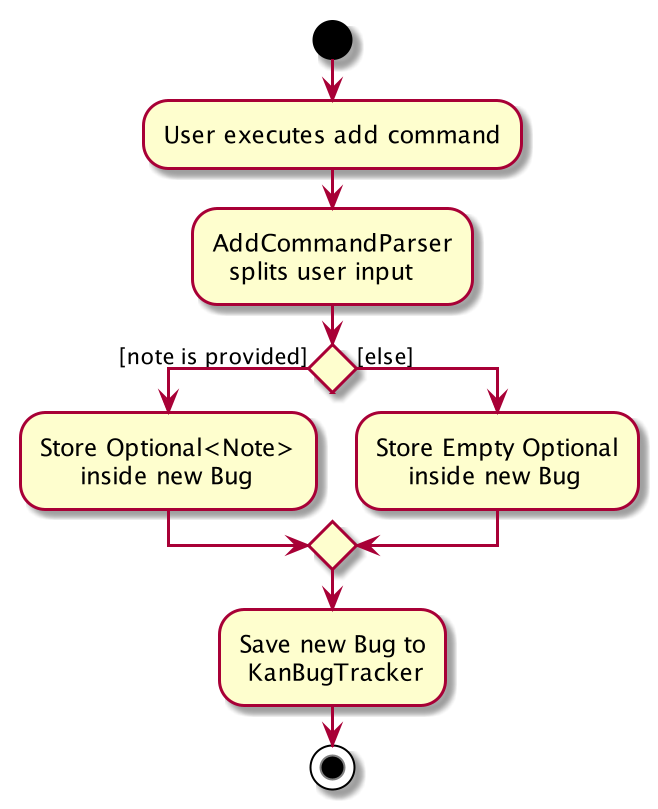 User executes add command
AddCommandParser
splits user input
[note is provided]
[else]
Store Optional<Note>
inside new Bug
Store Empty Optional
inside new Bug
Save new Bug to
KanBugTracker